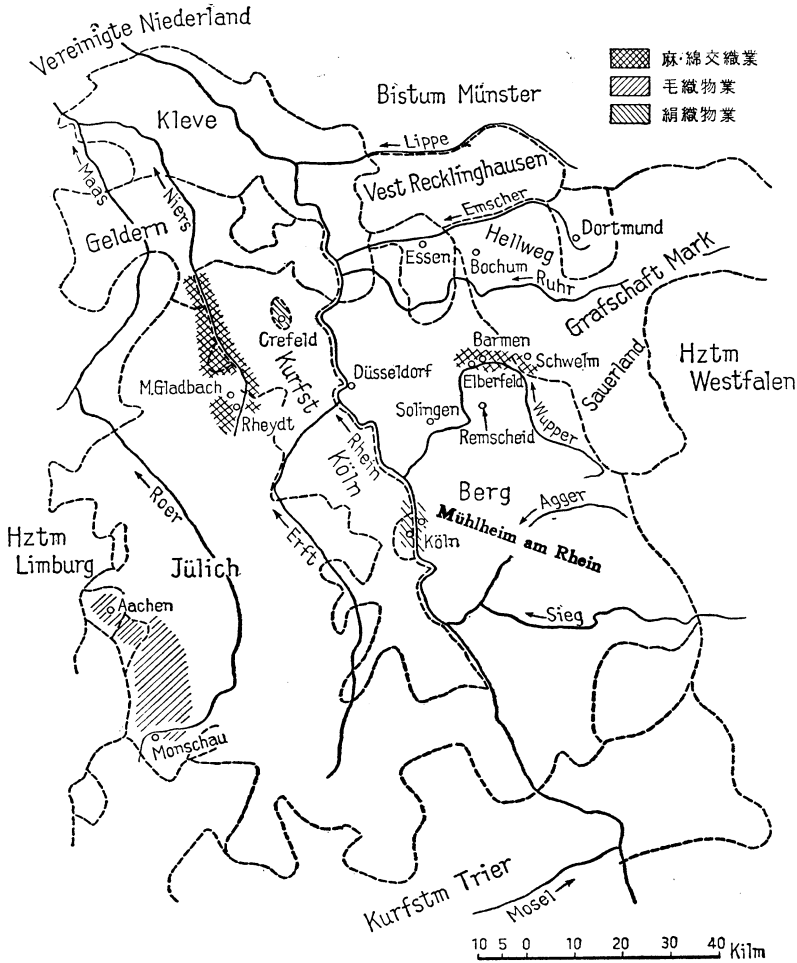 Vereinigte Niederland
麻・綿交織業
毛織物業
絹織物業
Bistum Münster
Kleve
Lippe
Maas
Niers
Vest Recklinghausen
Emscher
Geldern
Dortmund
Hellweg
Essen
Bochum
Ruhr
Grafschaft Mark
Crefeld
Barmen
Schwelm
Hztm
Westfalen
Elberfeld
Sauerland
M.Gladbach
Kurfst
Düsseldorf
Rheydt
Solingen
Remscheid
Wupper
Rhein
Köln
Roer
Berg
Agger
Mühlheim am Rhein
Köln
Hztm
Limburg
Jülich
Erft
Aachen
Sieg
Monschau
Kurfstm Trier
Mosel
10 5 0 10 20 30 40 Kilm